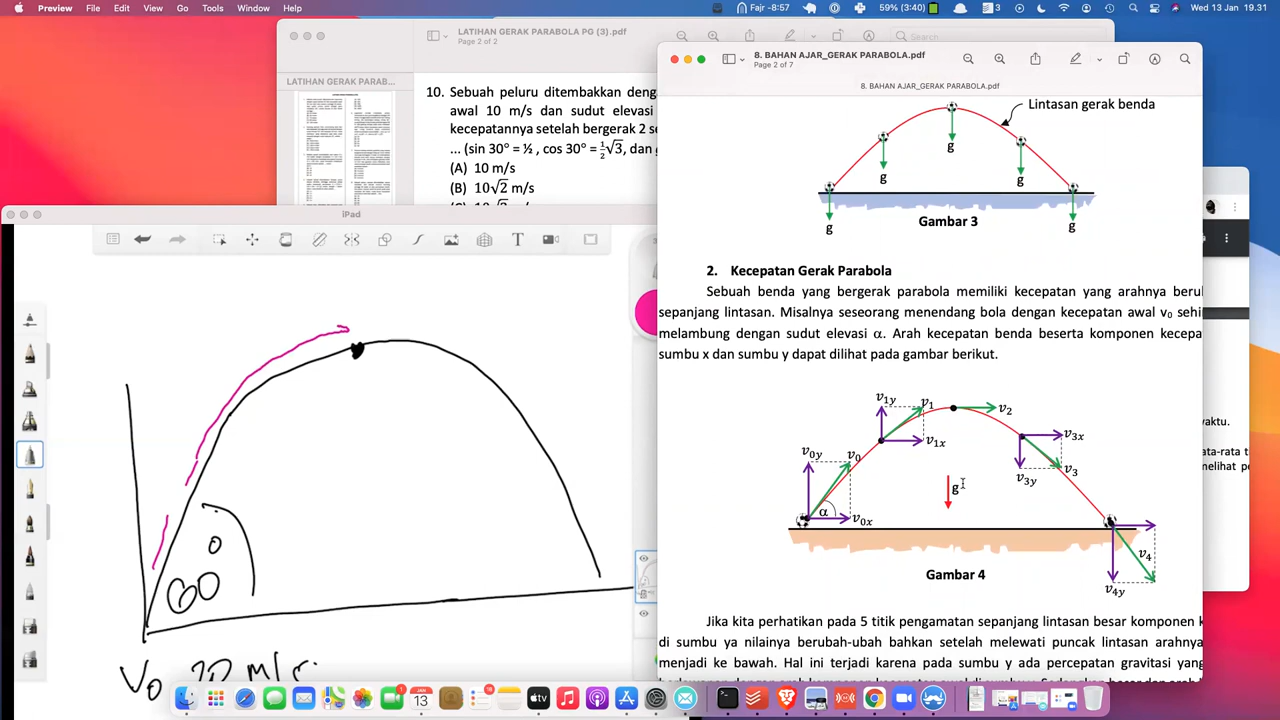 Preview File Edit View Go Tools Window Help
Fajr -8:57 59% (3:40) Wed 13 Jan 19.31
LATIHAN GERAK PARABOLA PG (3).pdf
Page 2 of 2
Search
LATIHAN GERAK PARAB...
10. Sebuah peluru ditembakkan deng
awal 10 m/s dan sudut elevasi
kecepatannya setelah bergerak 2 s
... (sin 30° = ½ , cos 30° = ½√3, dan
(A) 10 m/s
(B) 10√2 m/s
8. BAHAN AJAR_GERAK PARABOLA.pdf
Page 2 of 7
8. BAHAN AJAR_GERAK PARABOLA.pdf
Lintasan gerak benda
g g g g g
Gambar 3
2. Kecepatan Gerak Parabola
Sebuah benda yang bergerak parabola memiliki kecepatan yang arahnya beru
sepanjang lintasan. Misalnya seseorang menendang bola dengan kecepatan awal v₀ sehi
melambung dengan sudut elevasi α. Arah kecepatan benda beserta komponen kecepa
sumbu x dan sumbu y dapat dilihat pada gambar berikut.
v1y v1 v2
v1x v3x
v0y v0 v3 v3y
g
α v0x
v4
v4y
Gambar 4
Jika kita perhatikan pada 5 titik pengamatan sepanjang lintasan besar komponen k
di sumbu ya nilainya berubah-ubah bahkan setelah melewati puncak lintasan arahnya
menjadi ke bawah. Hal ini terjadi karena pada sumbu y ada percepatan gravitasi yang
iPad
T
aktu.
ata-rata t
melihat pe
JAN
13